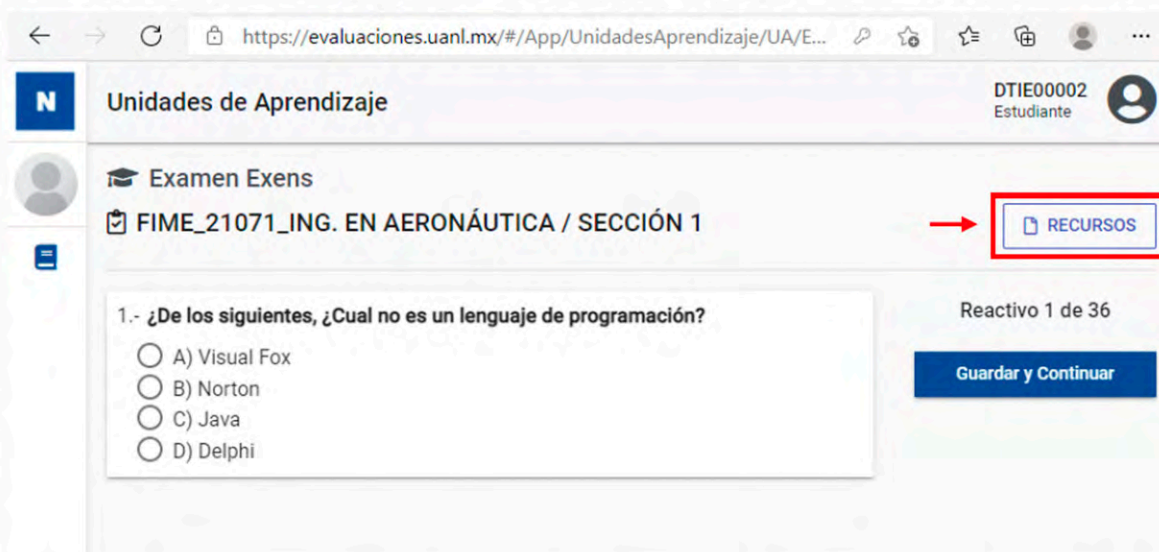 https://evaluaciones.uanl.mx/#/App/UnidadesAprendizaje/UA/E...
N
Unidades de Aprendizaje
DTIE00002
Estudiante
Examen Exens
FIME_21071_ING. EN AERONÁUTICA / SECCIÓN 1
RECURSOS
1.- ¿De los siguientes, ¿Cual no es un lenguaje de programación?
A) Visual Fox
B) Norton
C) Java
D) Delphi
Reactivo 1 de 36
Guardar y Continuar